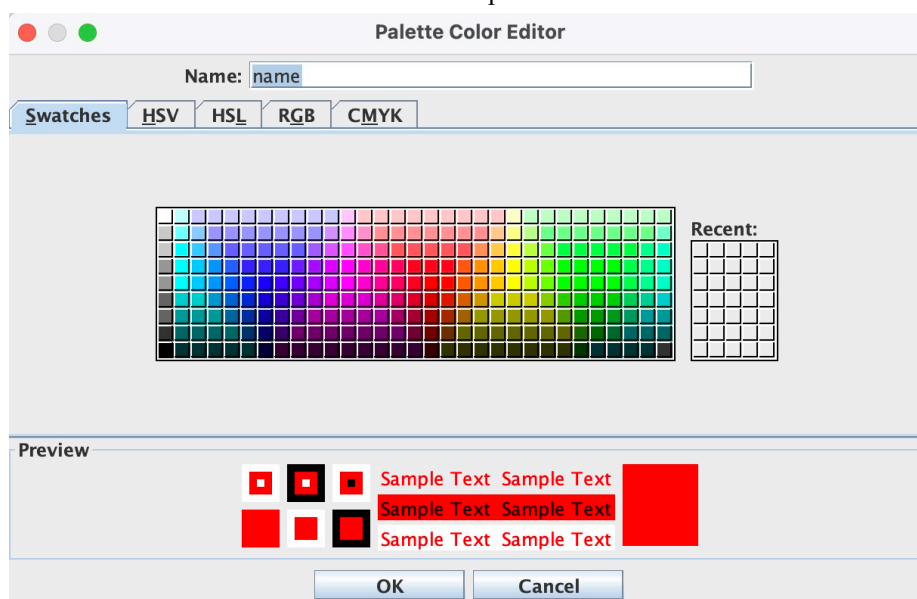 Palette Color Editor
Name: name
Swatches HSV HSL RGB CMYK
Recent:
Preview
Sample Text Sample Text
Sample Text Sample Text
Sample Text Sample Text
OK Cancel